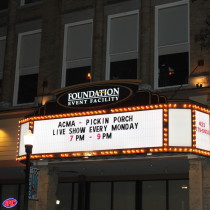 FOUNDATION
EVENT FACILITY
ACMA - PICKIN PORCH
LIVE SHOW EVERY MONDAY
7 PM - 9 PM